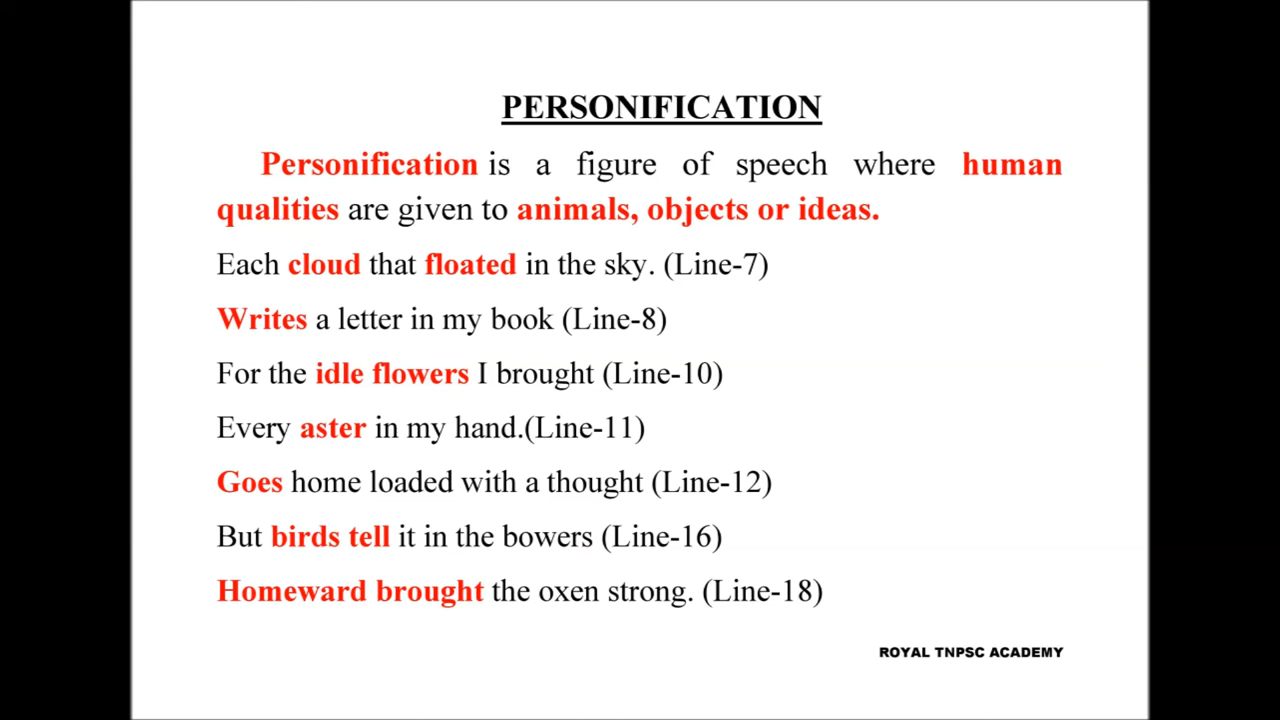 PERSONIFICATION
Personification is a figure of speech where human
qualities are given to animals, objects or ideas.
Each cloud that floated in the sky. (Line-7)
Writes a letter in my book (Line-8)
For the idle flowers I brought (Line-10)
Every aster in my hand.(Line-11)
Goes home loaded with a thought (Line-12)
But birds tell it in the bowers (Line-16)
Homeward brought the oxen strong. (Line-18)
ROYAL TNPSC ACADEMY